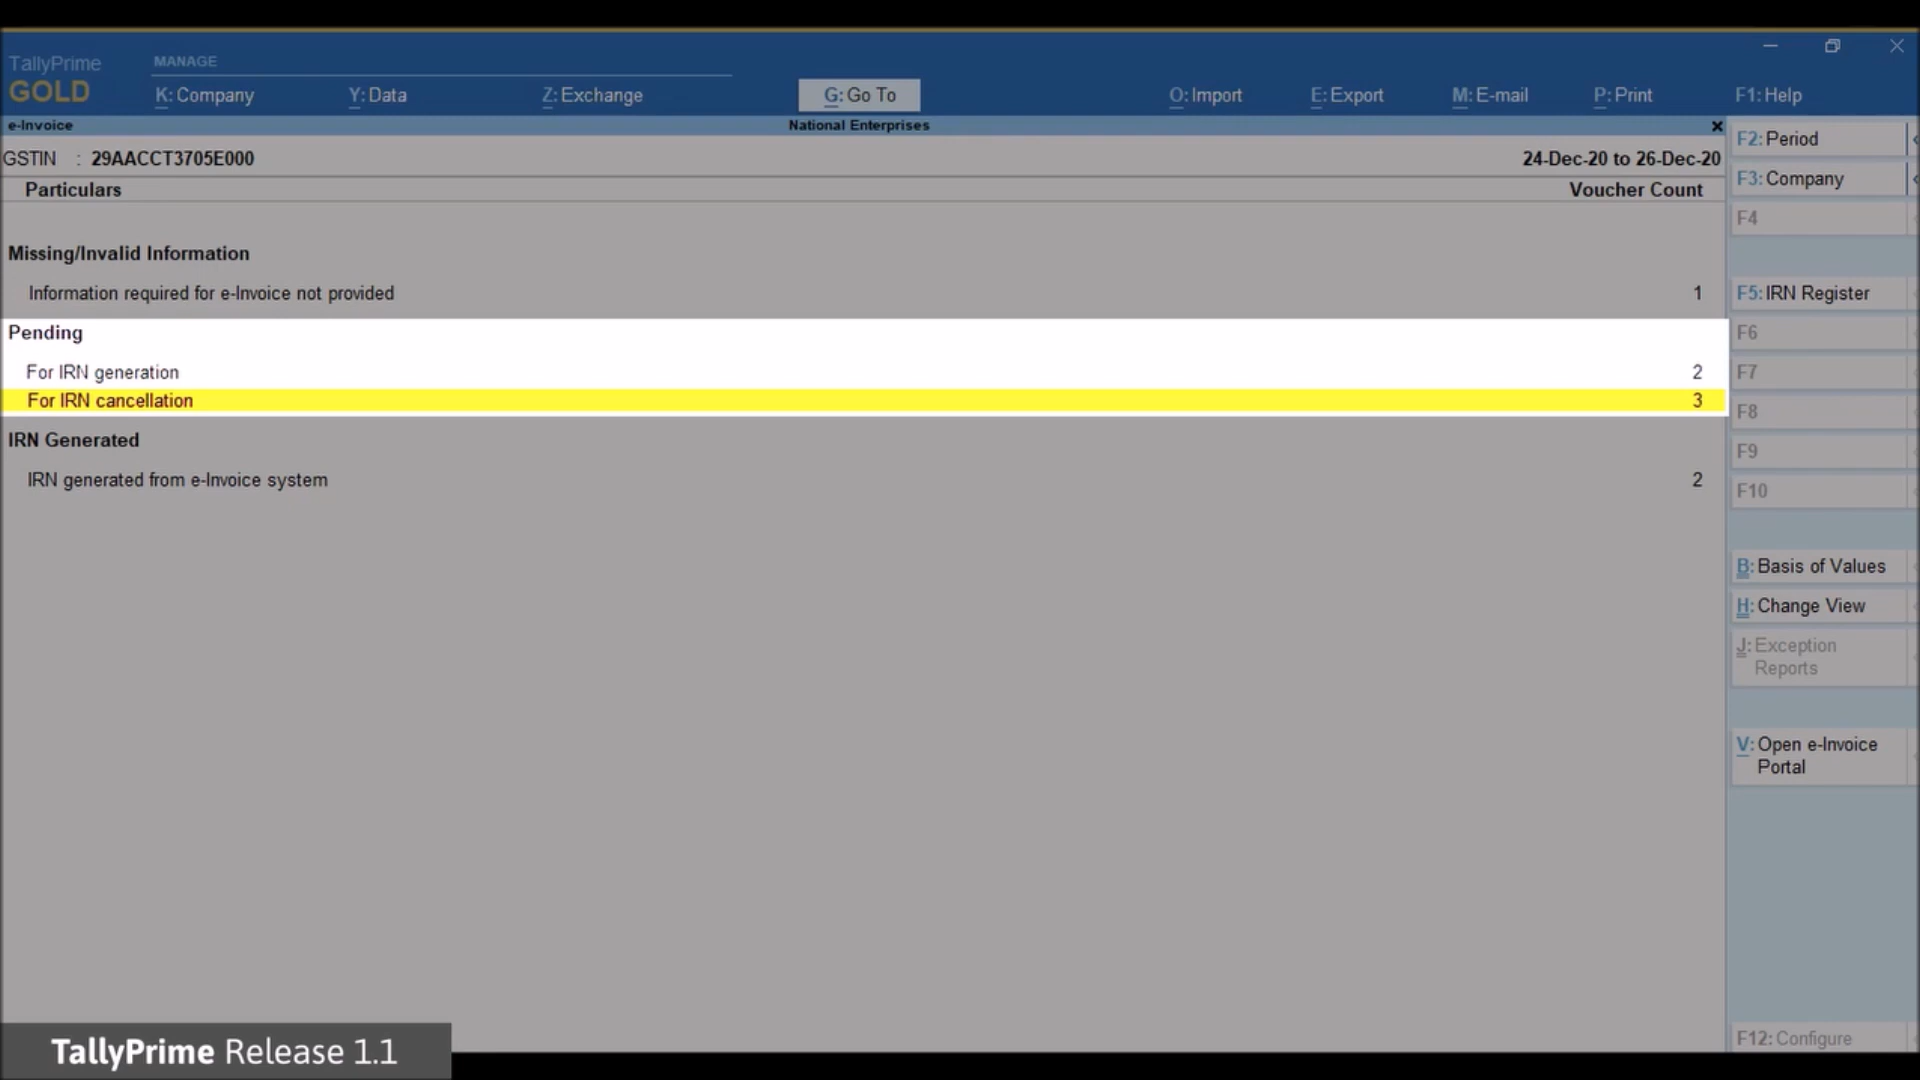 TallyPrime
GOLD
MANAGE
K: Company
Y: Data
Z: Exchange
G: Go To
O: Import
E: Export
M: E-mail
P: Print
F1: Help
e-Invoice
National Enterprises
GSTIN : 29AACCT3705E000
24-Dec-20 to 26-Dec-20
Particulars
Voucher Count
Missing/Invalid Information
Information required for e-Invoice not provided 1
Pending
For IRN generation 2
For IRN cancellation 3
IRN Generated
IRN generated from e-Invoice system 2
F2: Period
F3: Company
F4
F5: IRN Register
F6
F7
F8
F9
F10
B: Basis of Values
H: Change View
J: Exception
Reports
V: Open e-Invoice
Portal
F12: Configure
TallyPrime Release 1.1